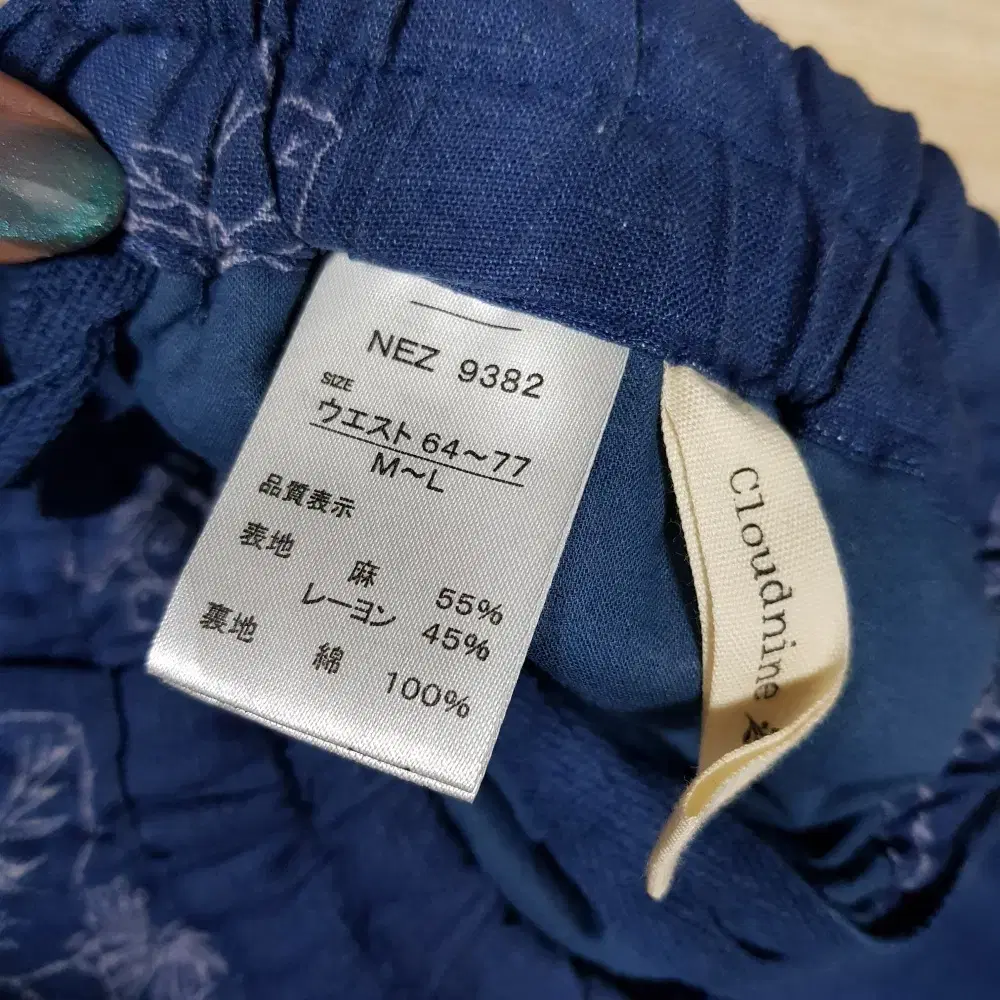 NEZ 9382
SIZE
ウエスト 64～77
M～L
品質表示
表地
麻 55%
レーヨン 45%
裏地
綿 100%
Cloudnine